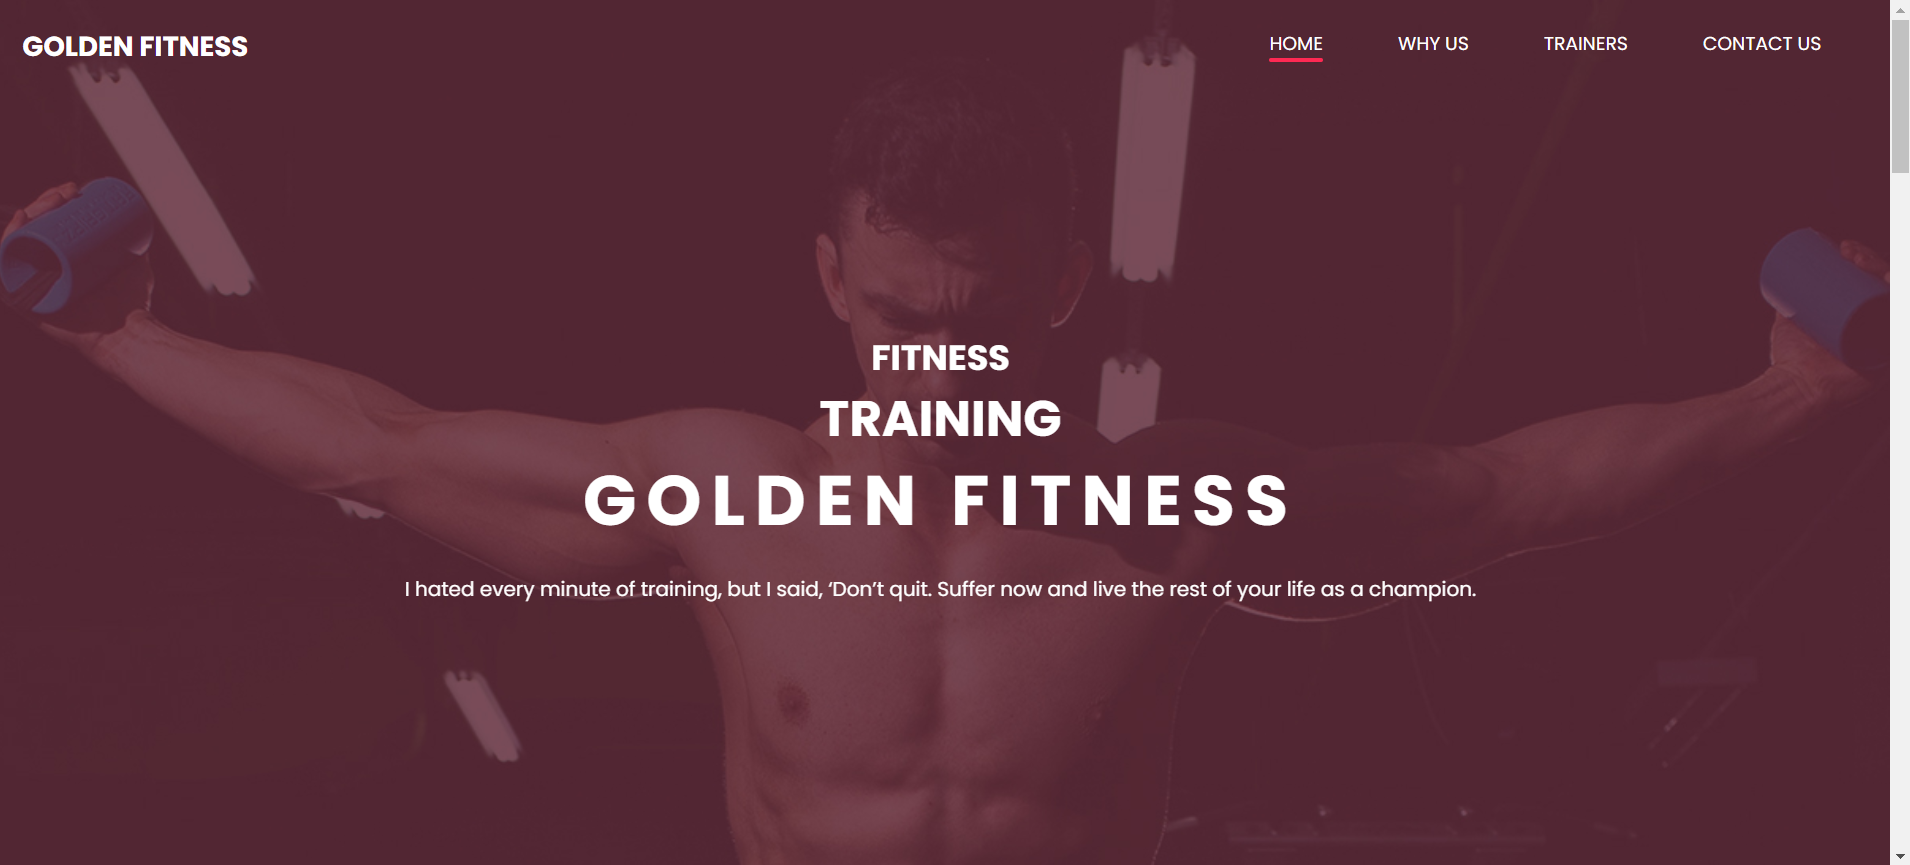 GOLDEN FITNESS
HOME
WHY US
TRAINERS
CONTACT US
FITNESS
TRAINING
GOLDEN FITNESS
I hated every minute of training, but I said, ‘Don’t quit. Suffer now and live the rest of your life as a champion.